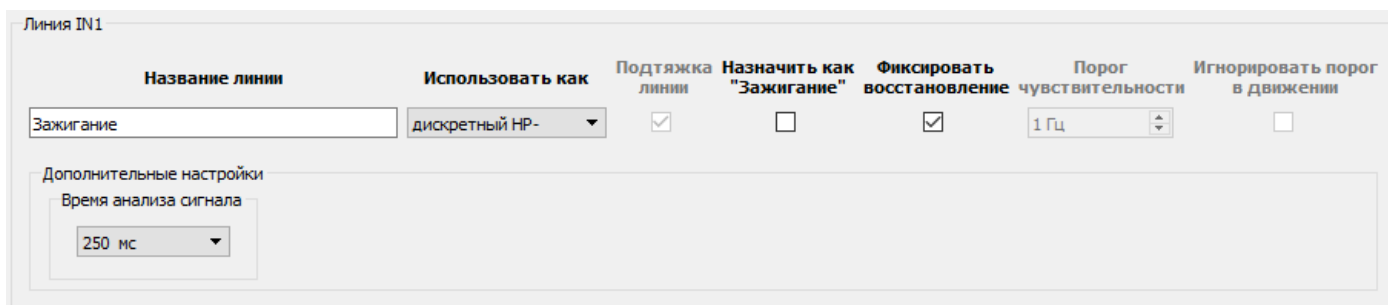 Линия IN1
Название линии
Использовать как
Подтяжка линии
Назначить как "Зажигание"
Фиксировать восстановление
Порог чувствительности
Игнорировать порог в движении
Зажигание
дискретный НР-
1 Гц
Дополнительные настройки
Время анализа сигнала
250 мс